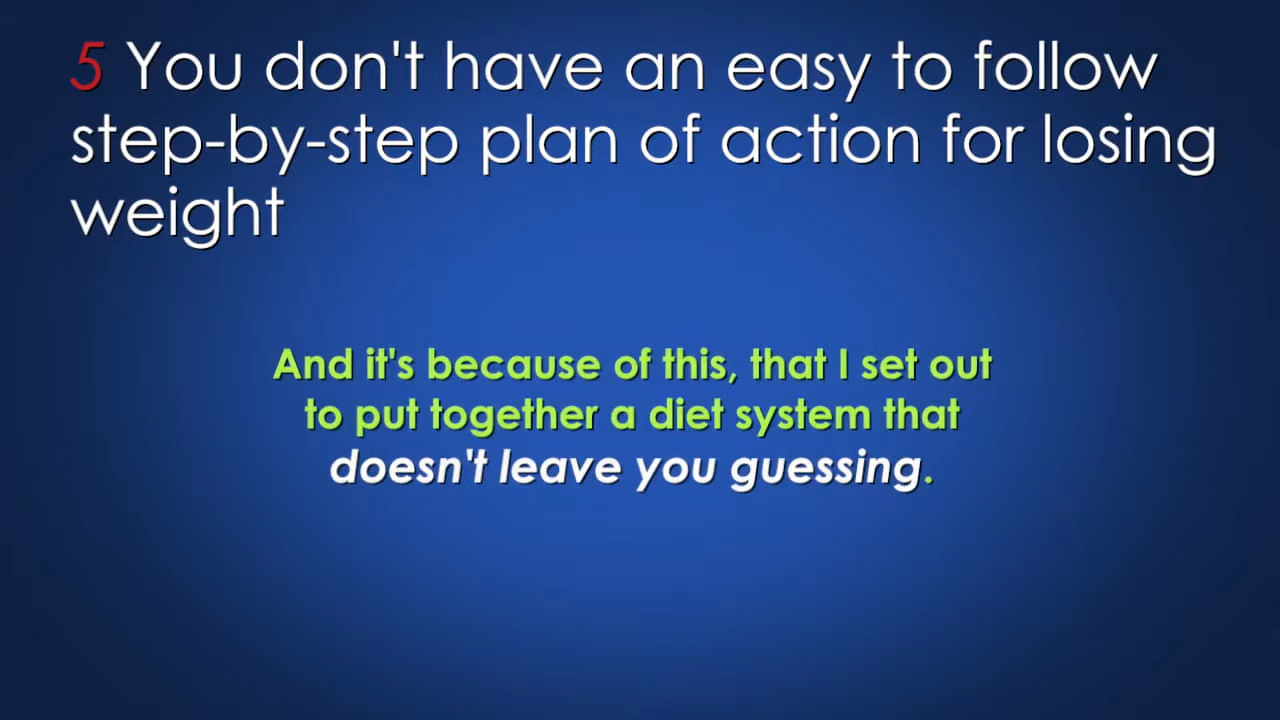 5 You don't have an easy to follow
step-by-step plan of action for losing
weight
And it's because of this, that I set out
to put together a diet system that
doesn't leave you guessing.